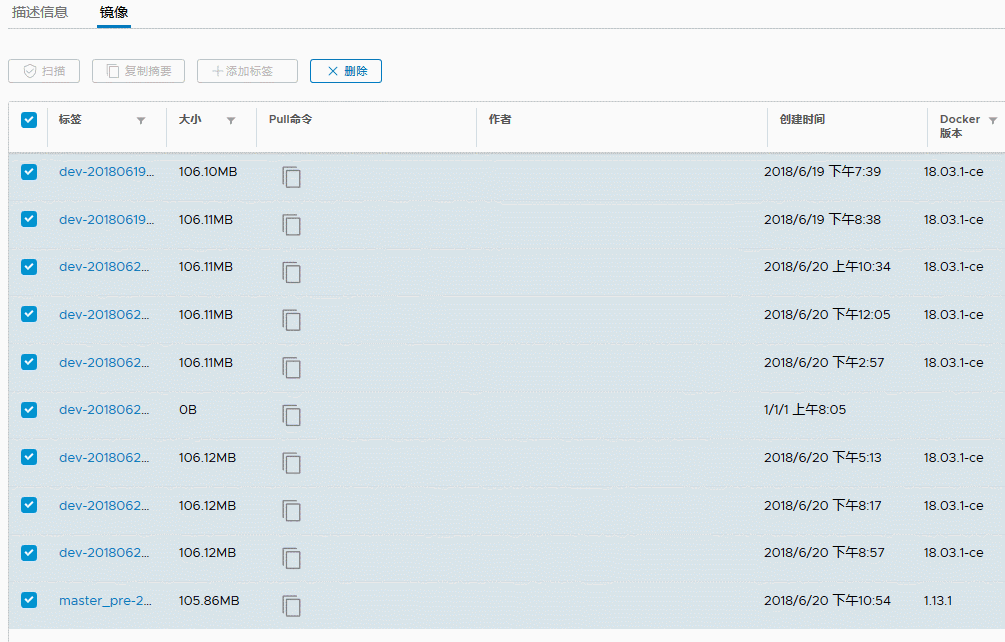 描述信息 镜像
扫描 复制摘要 添加标签 删除
标签 大小 Pull命令 作者 创建时间 Docker
版本
dev-20180619... 106.10MB 2018/6/19 下午7:39 18.03.1-ce
dev-20180619... 106.11MB 2018/6/19 下午8:38 18.03.1-ce
dev-2018062... 106.11MB 2018/6/20 上午10:34 18.03.1-ce
dev-2018062... 106.11MB 2018/6/20 下午12:05 18.03.1-ce
dev-2018062... 106.11MB 2018/6/20 下午2:57 18.03.1-ce
dev-2018062... 0B 1/1/1 上午8:05
dev-2018062... 106.12MB 2018/6/20 下午5:13 18.03.1-ce
dev-2018062... 106.12MB 2018/6/20 下午8:17 18.03.1-ce
dev-2018062... 106.12MB 2018/6/20 下午8:57 18.03.1-ce
master_pre-2... 105.86MB 2018/6/20 下午10:54 1.13.1